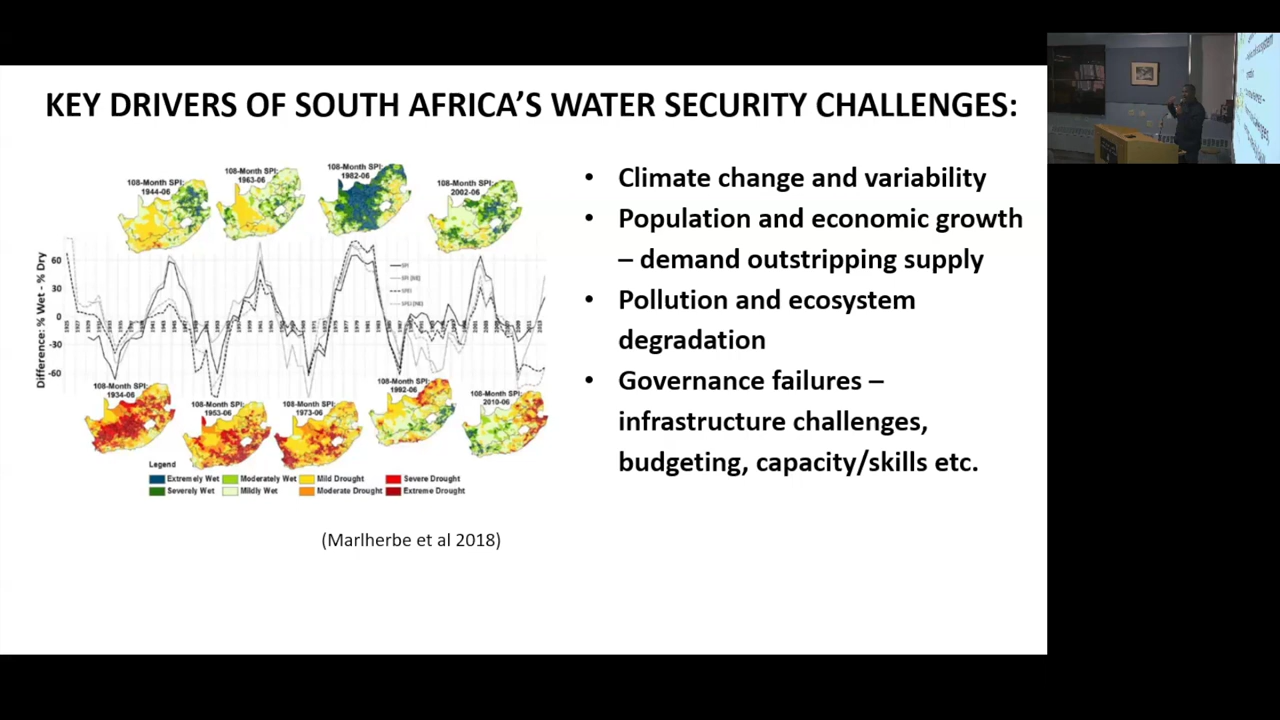 KEY DRIVERS OF SOUTH AFRICA’S WATER SECURITY CHALLENGES:
108-Month SPI:
1944-06
108-Month SPI:
1963-06
108-Month SPI:
1982-06
108-Month SPI:
2002-06
Difference: % Wet - % Dry
60
30
0
-30
-60
SPI
108-Month SPI:
1934-06
108-Month SPI:
1953-06
108-Month SPI:
1973-06
108-Month SPI:
1992-06
108-Month SPI:
2010-06
Legend
Extremely Wet Moderately Wet Mild Drought Severe Drought
Severely Wet Mildly Wet Moderate Drought Extreme Drought
(Marlherbe et al 2018)
• Climate change and variability
• Population and economic growth
– demand outstripping supply
• Pollution and ecosystem
degradation
• Governance failures –
infrastructure challenges,
budgeting, capacity/skills etc.